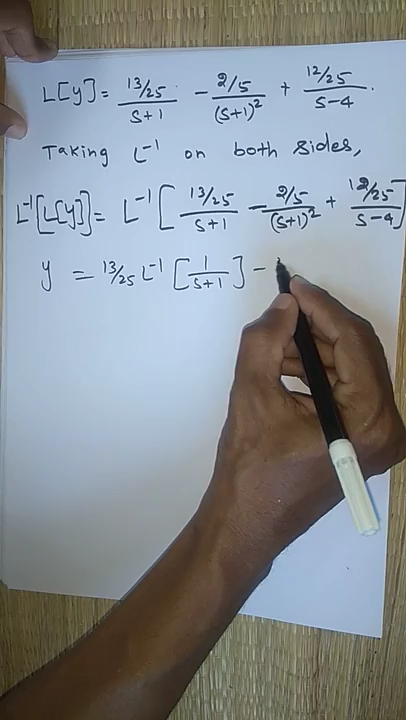 L[y] = 13/25 / s+1 - 2/5 / (s+1)² + 12/25 / s-4.
Taking L⁻¹ on both sides,
L⁻¹[L[y]] = L⁻¹ [ 13/25 / s+1 - 2/5 / (s+1)² + 12/25 / s-4 ]
y = 13/25 L⁻¹ [ 1 / s+1 ] -